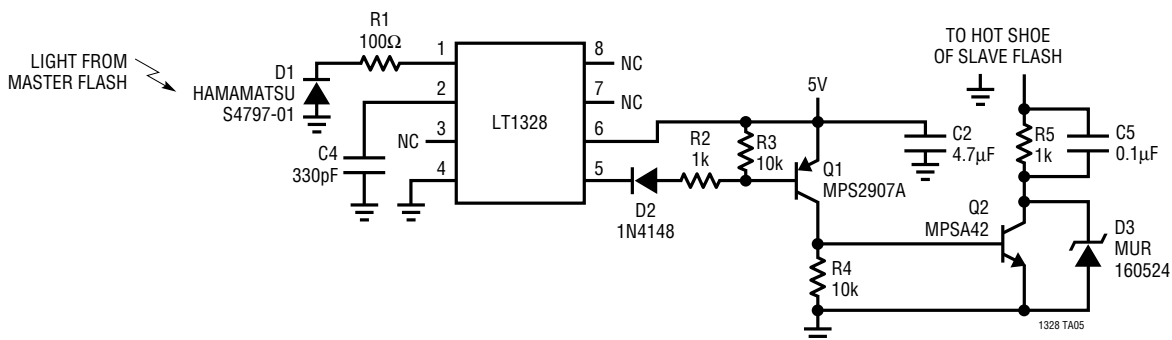 LIGHT FROM
MASTER FLASH
D1
HAMAMATSU
S4797-01
R1
100Ω
C4
330pF
NC
1
2
3
4
LT1328
8
7
6
5
NC
NC
D2
1N4148
R2
1k
R3
10k
5V
Q1
MPS2907A
R4
10k
C2
4.7µF
TO HOT SHOE
OF SLAVE FLASH
R5
1k
C5
0.1µF
Q2
MPSA42
D3
MUR
160524
1328 TA05